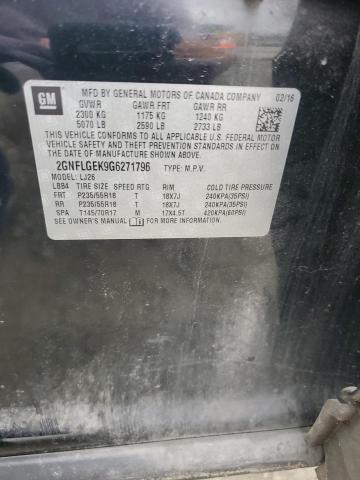 GM
MFD BY GENERAL MOTORS OF CANADA COMPANY 02/16
GVWR GAWR FRT GAWR RR
2300 KG 1175 KG 1240 KG
5070 LB 2590 LB 2733 LB
THIS VEHICLE CONFORMS TO ALL APPLICABLE U.S. FEDERAL MOTOR
VEHICLE SAFETY AND THEFT PREVENTION STANDARDS IN EFFECT
ON THE DATE OF MANUFACTURE SHOWN ABOVE.
2GNFLGEK9G6271796 TYPE: M.P.V.
MODEL: LJ26
LBB4 TIRE SIZE SPEED RTG RIM COLD TIRE PRESSURE
FRT P235/55R18 T 18X7J 240KPA(35PSI)
RR P235/55R18 T 18X7J 240KPA(35PSI)
SPA T145/70R17 M 17X4.5T 420KPA(60PSI)
SEE OWNER'S MANUAL FOR MORE INFORMATION